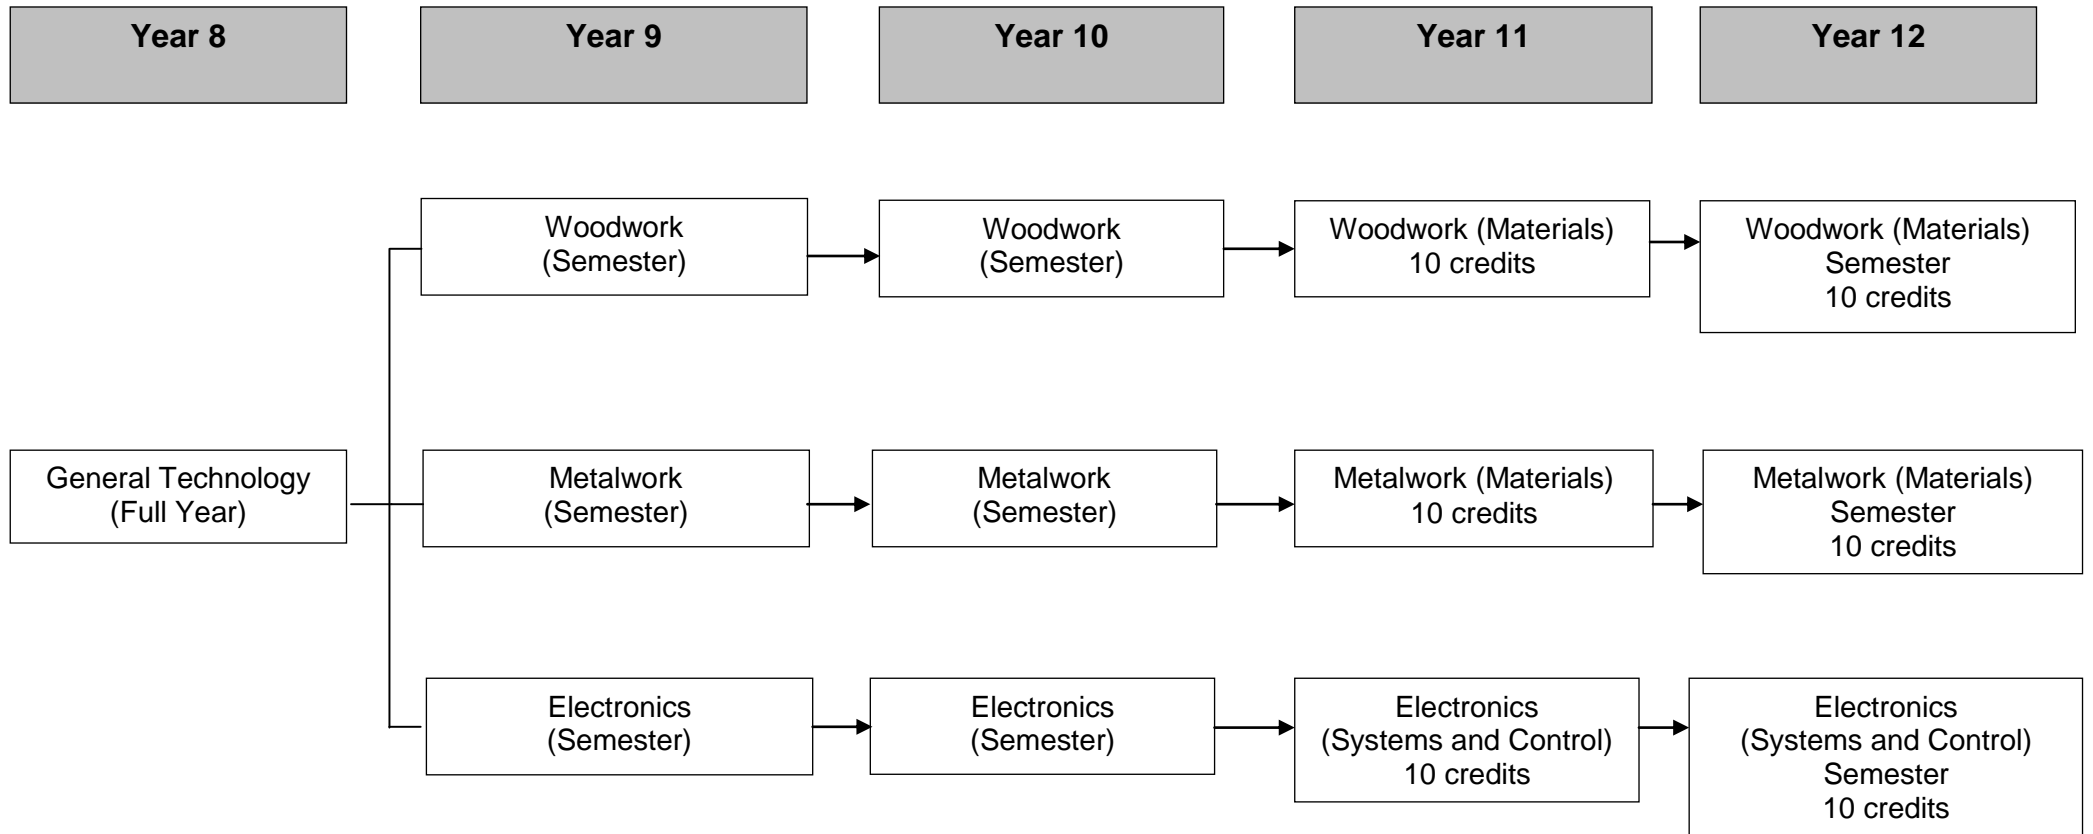 Year 8
Year 9
Year 10
Year 11
Year 12
Woodwork
(Semester)
Woodwork
(Semester)
Woodwork (Materials)
10 credits
Woodwork (Materials)
Semester
10 credits
General Technology
(Full Year)
Metalwork
(Semester)
Metalwork
(Semester)
Metalwork (Materials)
10 credits
Metalwork (Materials)
Semester
10 credits
Electronics
(Semester)
Electronics
(Semester)
Electronics
(Systems and Control)
10 credits
Electronics
(Systems and Control)
Semester
10 credits